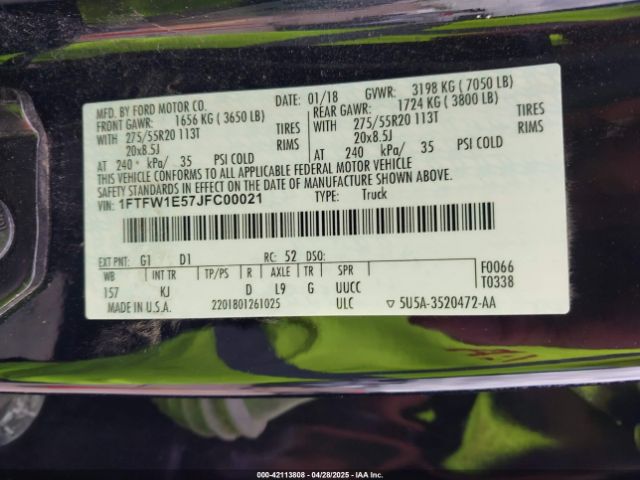 MFD. BY FORD MOTOR CO.
DATE: 01/18 GVWR: 3198 KG ( 7050 LB)
FRONT GAWR: 1656 KG ( 3650 LB) REAR GAWR: 1724 KG ( 3800 LB)
WITH 275/55R20 113T TIRES WITH 275/55R20 113T TIRES
20x8.5J RIMS 20x8.5J RIMS
AT 240 kPa/ 35 PSI COLD AT 240 kPa/ 35 PSI COLD
THIS VEHICLE CONFORMS TO ALL APPLICABLE FEDERAL MOTOR VEHICLE
SAFETY STANDARDS IN EFFECT ON THE DATE OF MANUFACTURE SHOWN ABOVE.
VIN: 1FTFW1E57JFC00021 TYPE: Truck
EXT PNT: G1 D1 RC: 52 DSO: F0066
WB INT TR TP/PS R AXLE TR SPR T0338
157 KJ D L9 G UUCC
MADE IN U.S.A. 2201801261025 ULC ▽ 5U5A-3520472-AA
000-42113808 - 04/28/2025 - IAA Inc.